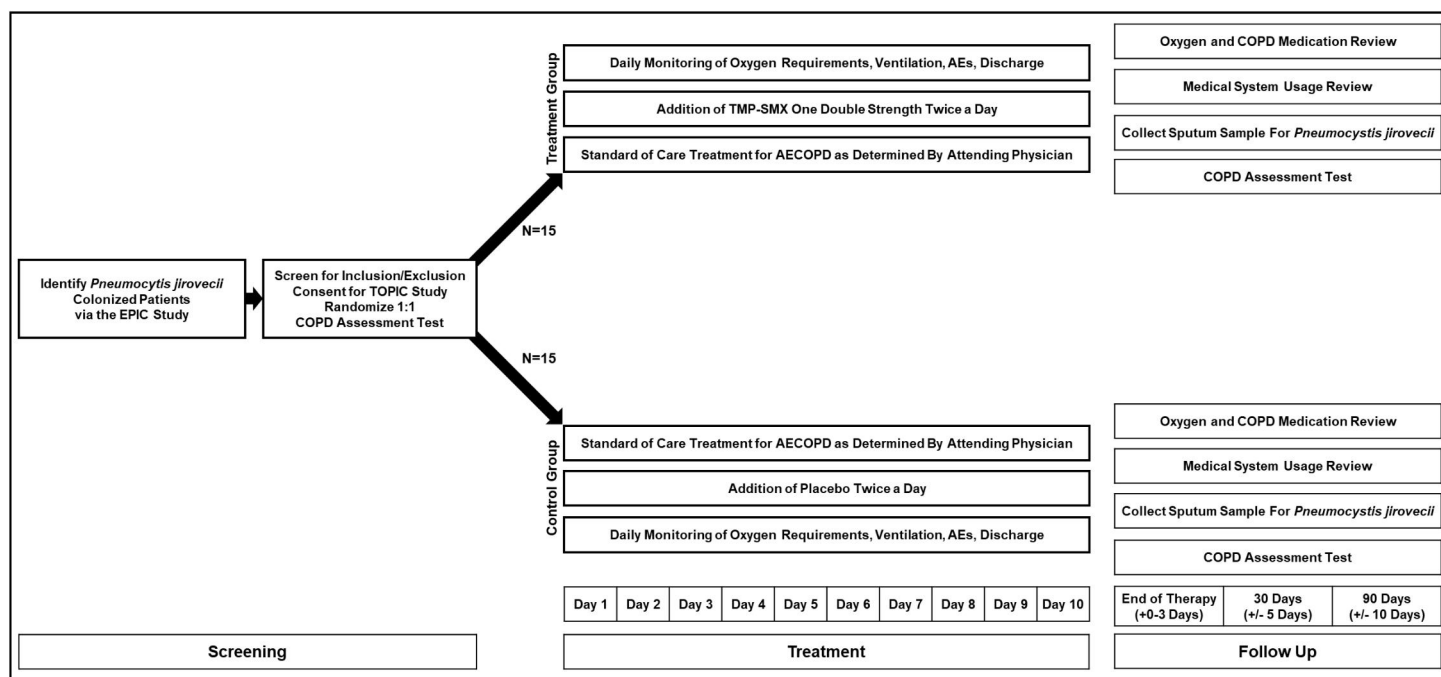 Identify Pneumocytis jirovecii
Colonized Patients
via the EPIC Study
Screen for Inclusion/Exclusion
Consent for TOPIC Study
Randomize 1:1
COPD Assessment Test
N=15
N=15
Treatment Group
Daily Monitoring of Oxygen Requirements, Ventilation, AEs, Discharge
Addition of TMP-SMX One Double Strength Twice a Day
Standard of Care Treatment for AECOPD as Determined By Attending Physician
Oxygen and COPD Medication Review
Medical System Usage Review
Collect Sputum Sample For Pneumocystis jirovecii
COPD Assessment Test
Control Group
Standard of Care Treatment for AECOPD as Determined By Attending Physician
Addition of Placebo Twice a Day
Daily Monitoring of Oxygen Requirements, Ventilation, AEs, Discharge
Oxygen and COPD Medication Review
Medical System Usage Review
Collect Sputum Sample For Pneumocystis jirovecii
COPD Assessment Test
Day 1 Day 2 Day 3 Day 4 Day 5 Day 6 Day 7 Day 8 Day 9 Day 10
End of Therapy 30 Days 90 Days
(+0-3 Days) (+/- 5 Days) (+/- 10 Days)
Screening
Treatment
Follow Up